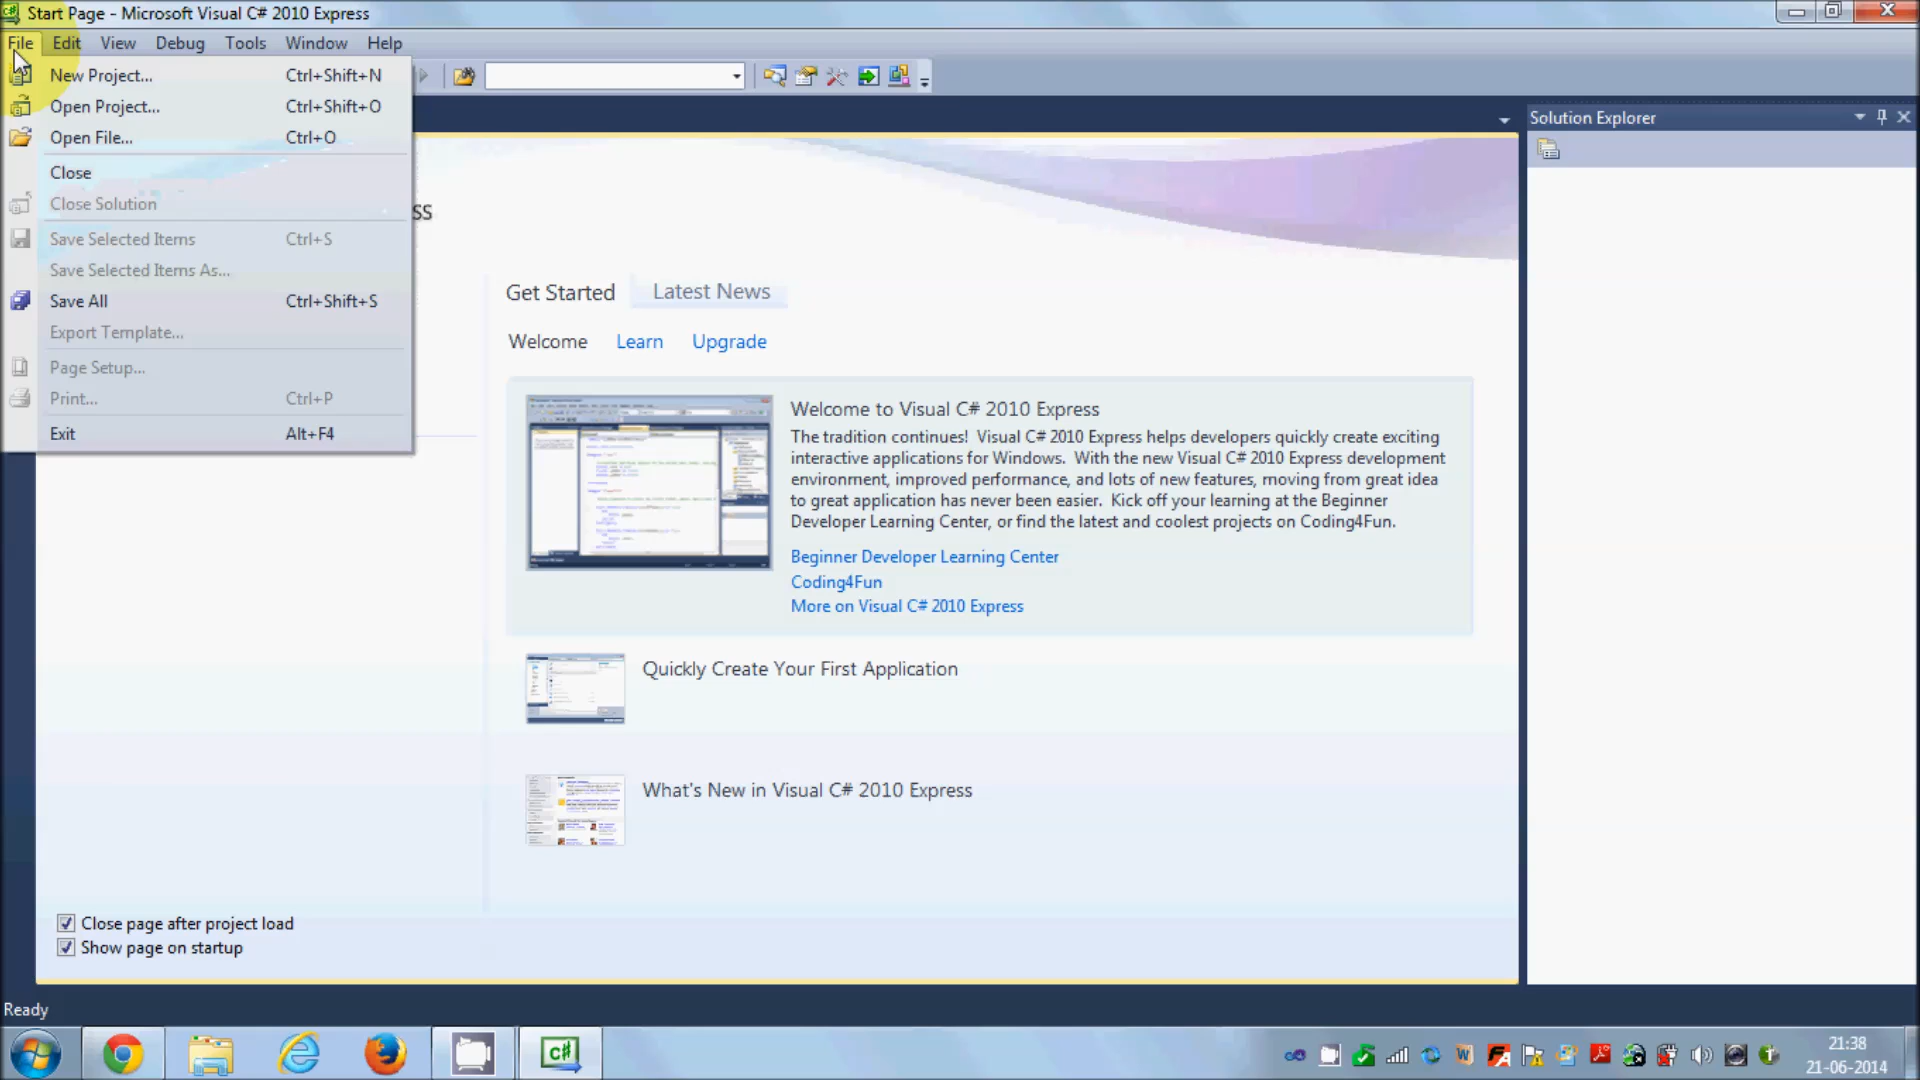 Start Page - Microsoft Visual C# 2010 Express
File Edit View Debug Tools Window Help
New Project... Ctrl+Shift+N
Open Project... Ctrl+Shift+O
Open File... Ctrl+O
Close
Close Solution
Save Selected Items Ctrl+S
Save Selected Items As...
Save All Ctrl+Shift+S
Export Template...
Page Setup...
Print... Ctrl+P
Exit Alt+F4
ss
Solution Explorer
Get Started Latest News
Welcome Learn Upgrade
Welcome to Visual C# 2010 Express
The tradition continues! Visual C# 2010 Express helps developers quickly create exciting
interactive applications for Windows. With the new Visual C# 2010 Express development
environment, improved performance, and lots of new features, moving from great idea
to great application has never been easier. Kick off your learning at the Beginner
Developer Learning Center, or find the latest and coolest projects on Coding4Fun.
Beginner Developer Learning Center
Coding4Fun
More on Visual C# 2010 Express
Quickly Create Your First Application
What's New in Visual C# 2010 Express
Close page after project load
Show page on startup
Ready
C#
21:38
21-06-2014